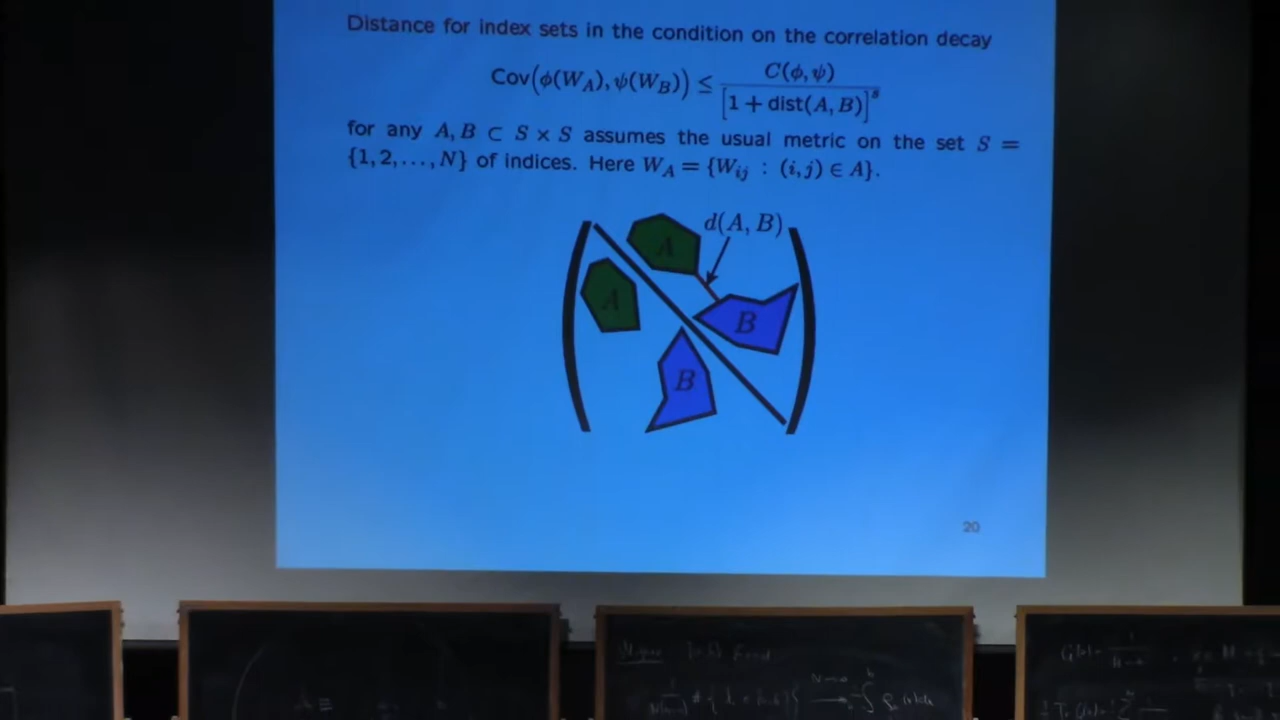 Distance for index sets in the condition on the correlation decay
Cov(ϕ(W_A), ψ(W_B)) ≤ C(ϕ, ψ) / [1 + dist(A, B)]^s
for any A, B ⊂ S × S assumes the usual metric on the set S =
{1, 2, . . . , N} of indices. Here W_A = {W_ij : (i, j) ∈ A}.
d(A, B)
A
A
B
B
20